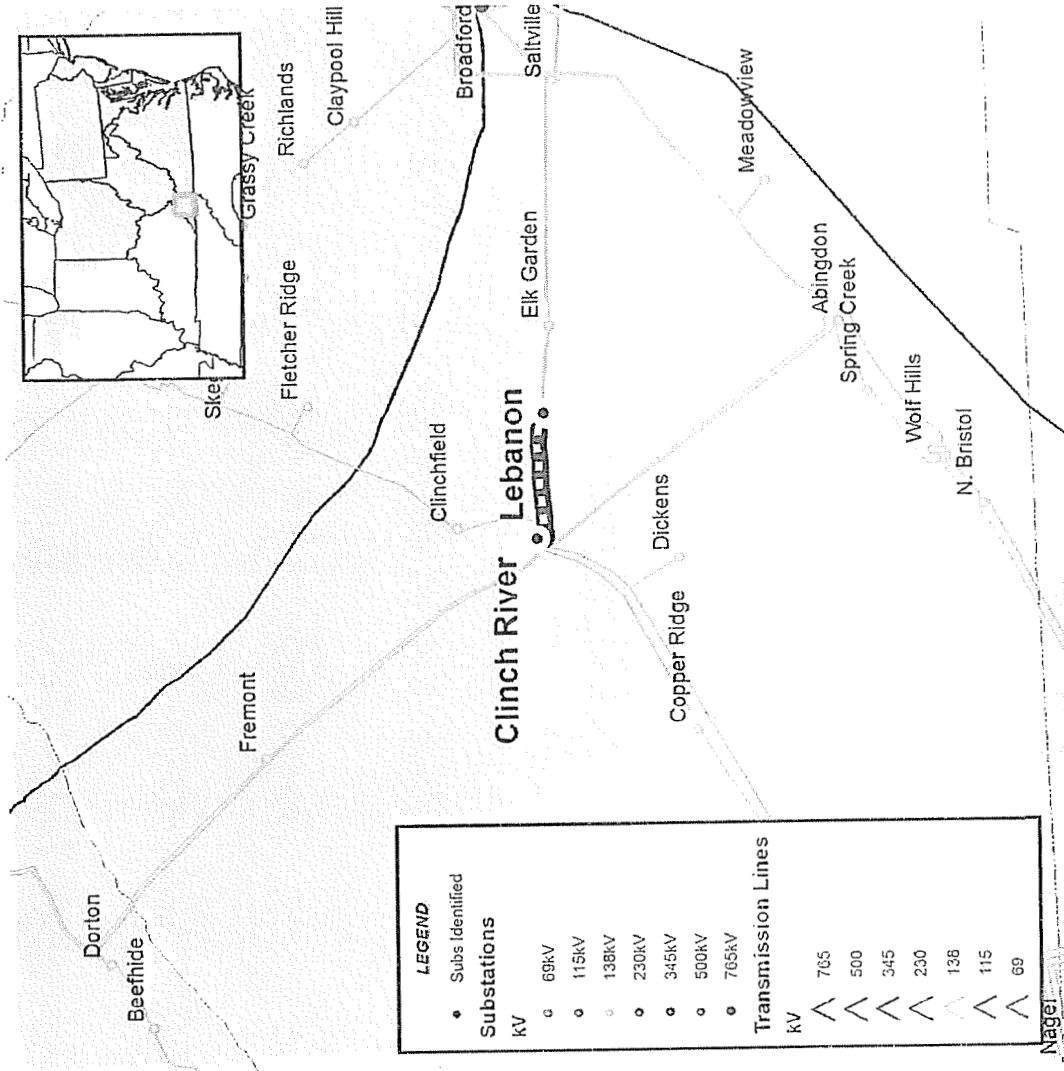 Grassy Creek
Richlands
Claypool Hill
Broadford
Saltville
Meadowview
Fletcher Ridge
Elk Garden
Abingdon
Spring Creek
Clinchfield
Lebanon
Wolf Hills
N. Bristol
Dickens
Clinch River
Copper Ridge
Fremont
Dorton
Beefhide
Nagel
LEGEND
Subs Identified
Substations
kV
69kV
115kV
138kV
230kV
345kV
500kV
765kV
Transmission Lines
kV
765
500
345
230
138
115
69